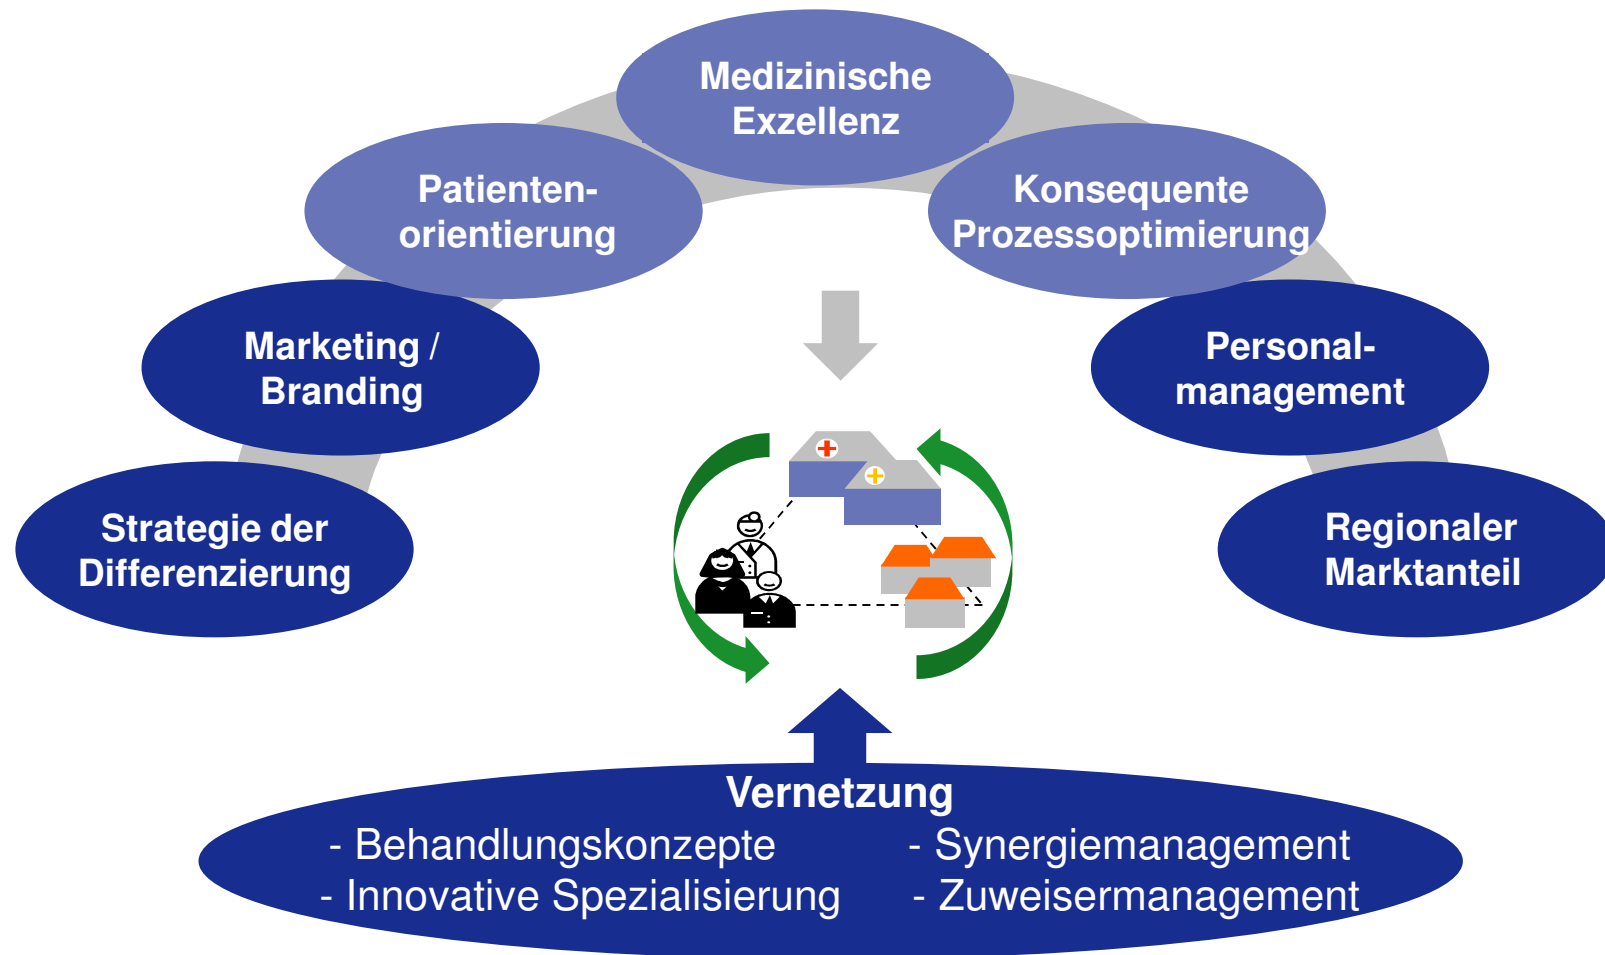 Medizinische
Exzellenz
Patienten-
orientierung
Konsequente
Prozessoptimierung
Marketing /
Branding
Personal-
management
Strategie der
Differenzierung
Regionaler
Marktanteil
Vernetzung
- Behandlungskonzepte - Synergiemanagement
- Innovative Spezialisierung - Zuweisermanagement